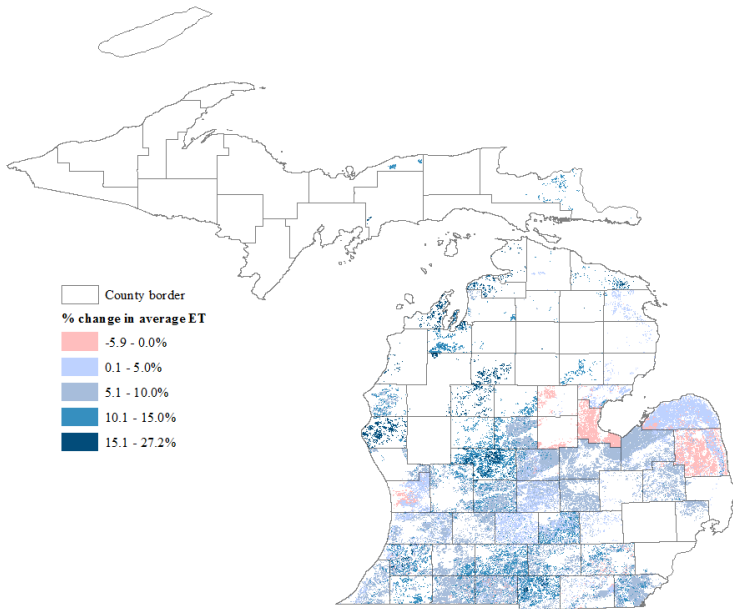 County border
% change in average ET
-5.9 - 0.0%
0.1 - 5.0%
5.1 - 10.0%
10.1 - 15.0%
15.1 - 27.2%